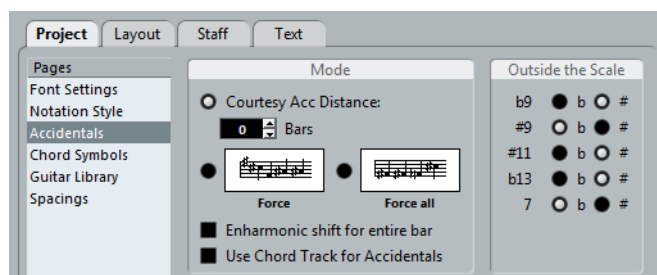 Project Layout Staff Text
Pages
Font Settings
Notation Style
Accidentals
Chord Symbols
Guitar Library
Spacings
Mode
Courtesy Acc Distance:
0 Bars
Force Force all
Enharmonic shift for entire bar
Use Chord Track for Accidentals
Outside the Scale
b9 b #
#9 b #
#11 b #
b13 b #
7 b #